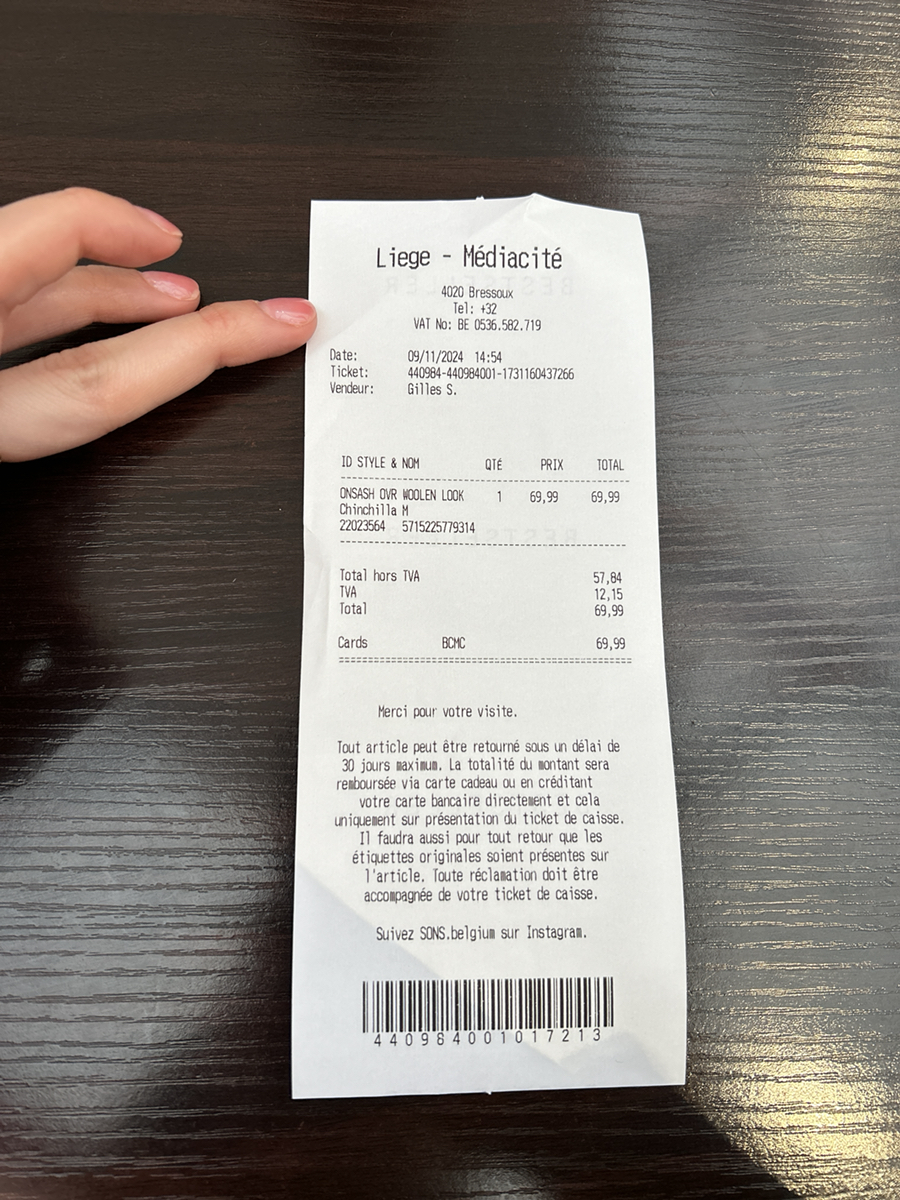 Liege - Médiacité
4020 Bressoux
Tel: +32
VAT No: BE 0536.582.719
Date: 09/11/2024 14:54
Ticket: 440984-440984001-1731160437266
Vendeur: Gilles S.
ID STYLE & NOM QTé PRIX TOTAL
ONSASH OVR WOOLEN LOOK 1 69,99 69,99
Chinchilla M
22023564 5715225779314
Total hors TVA 57,84
TVA 12,15
Total 69,99
Cards BCMC 69,99
Merci pour votre visite.
Tout article peut être retourné sous un délai de
30 jours maximum. La totalité du montant sera
remboursée via carte cadeau ou en créditant
votre carte bancaire directement et cela
uniquement sur présentation du ticket de caisse.
Il faudra aussi pour tout retour que les
étiquettes originales soient présentes sur
l'article. Toute réclamation doit être
accompagnée de votre ticket de caisse.
Suivez SONS.belgium sur Instagram.
440984001017213